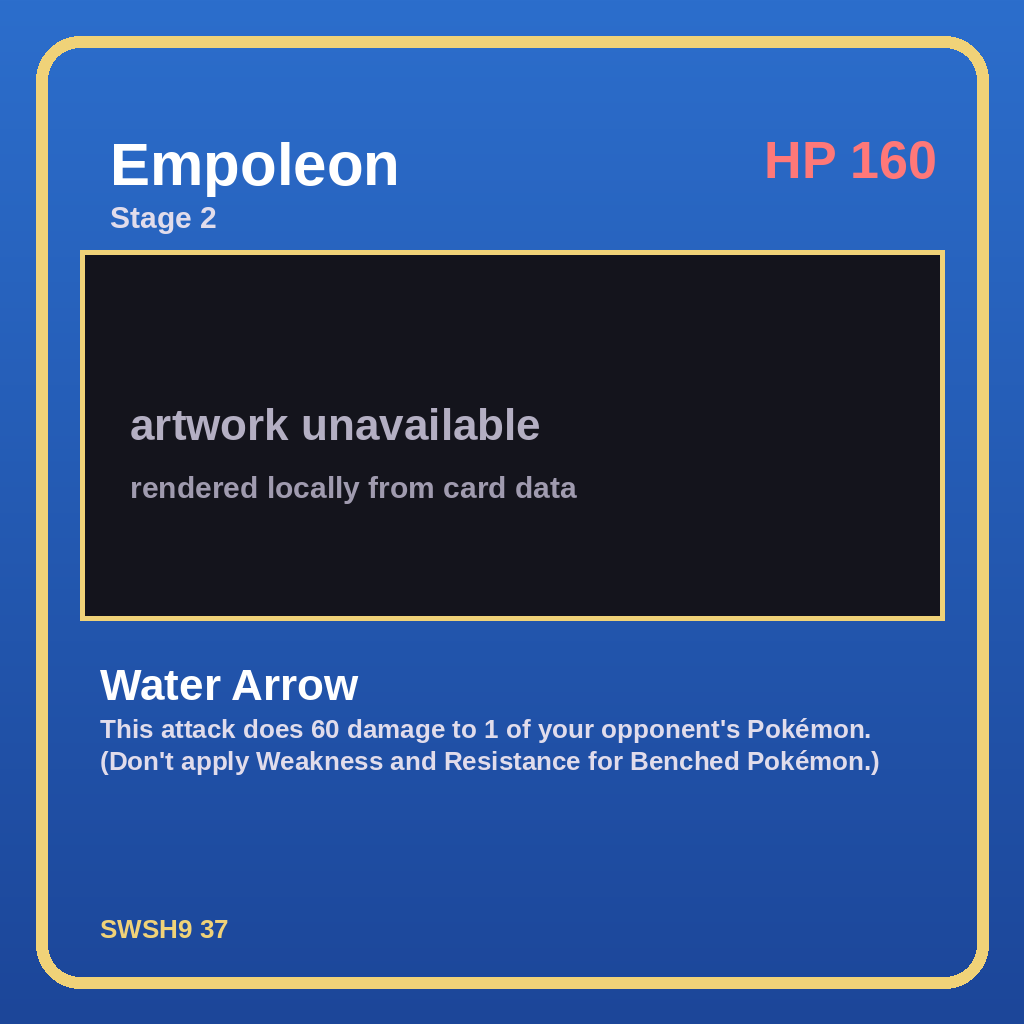 Empoleon
HP 160
Stage 2
artwork unavailable
rendered locally from card data
Water Arrow
This attack does 60 damage to 1 of your opponent's Pokémon.
(Don't apply Weakness and Resistance for Benched Pokémon.)
SWSH9 37